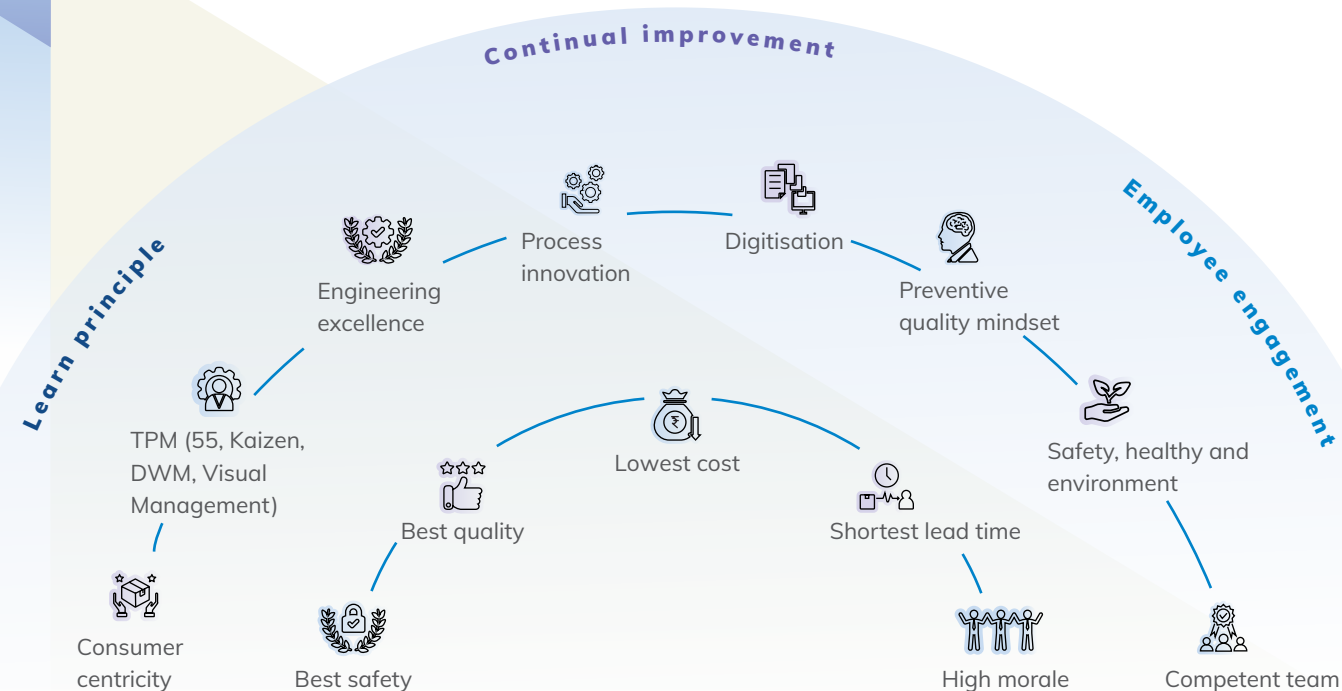 Continual improvement
Learn principle
Employee engagement
Process
innovation
Digitisation
Engineering
excellence
Preventive
quality mindset
TPM (55, Kaizen,
DWM, Visual
Management)
Safety, healthy and
environment
Consumer
centricity
Competent team
₹
Lowest cost
Best quality
Shortest lead time
Best safety
High morale